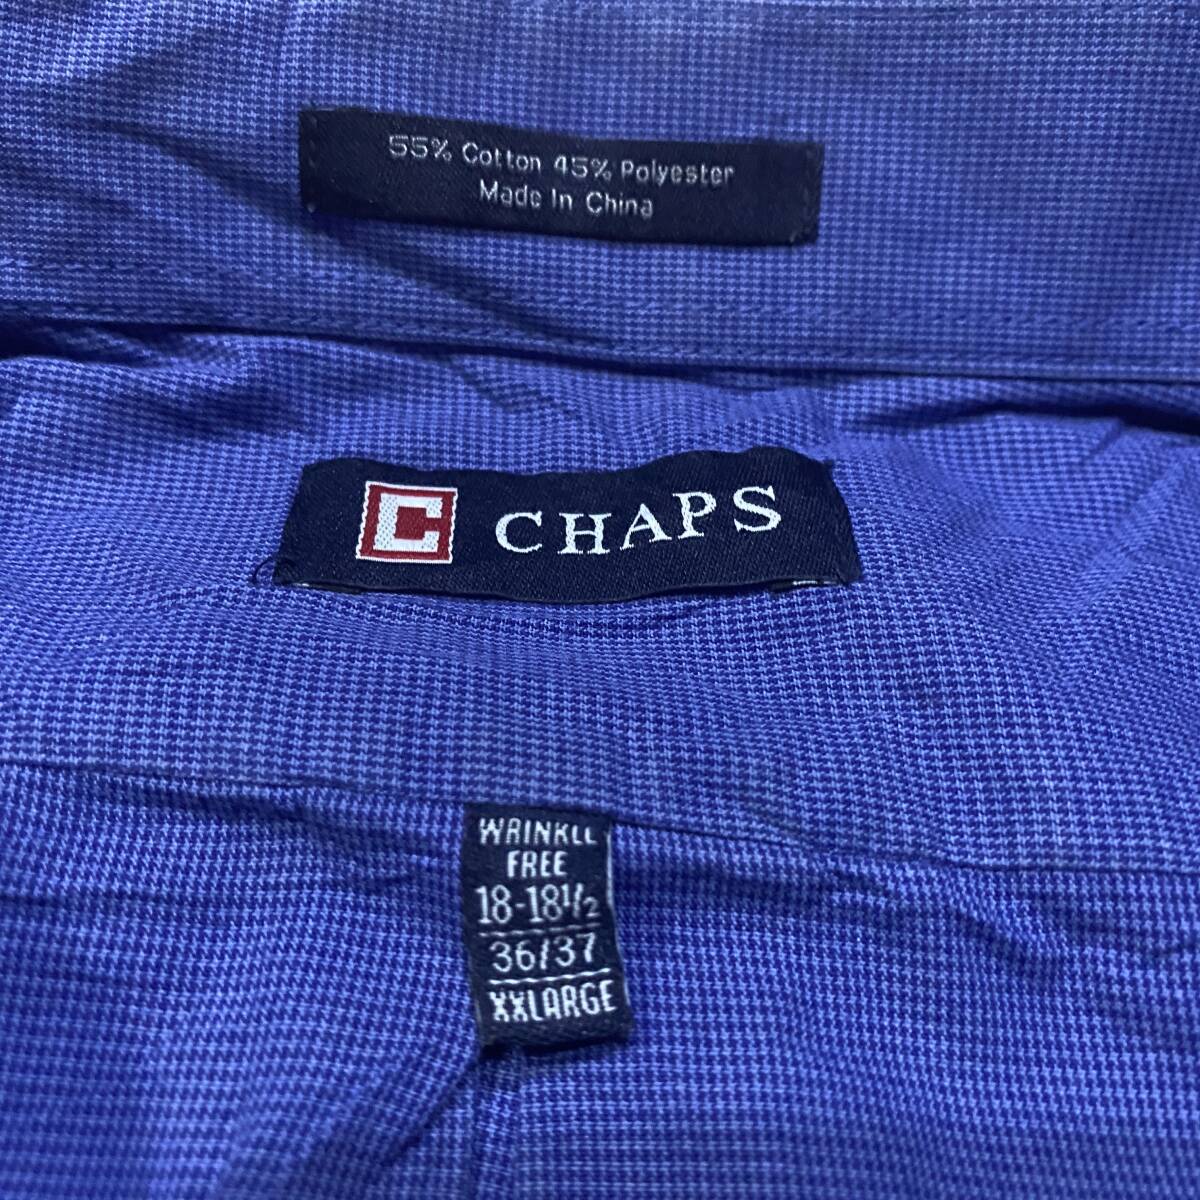 55% Cotton 45% Polyester
Made In China
C CHAPS
WRINKLE
FREE
18-18½
36/37
XXLARGE